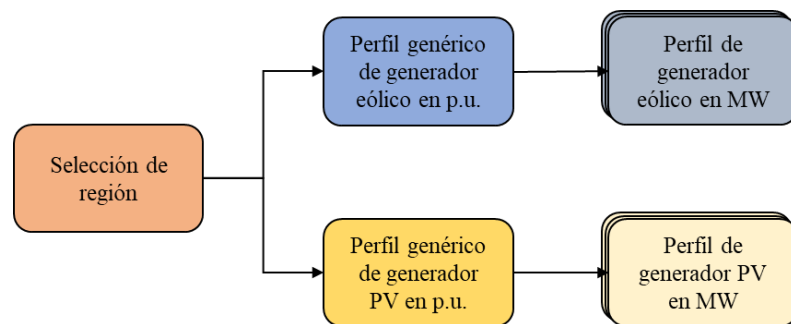 Selección de
región
Perfil genérico
de generador
eólico en p.u.
Perfil de
generador
eólico en MW
Perfil genérico
de generador
PV en p.u.
Perfil de
generador PV
en MW